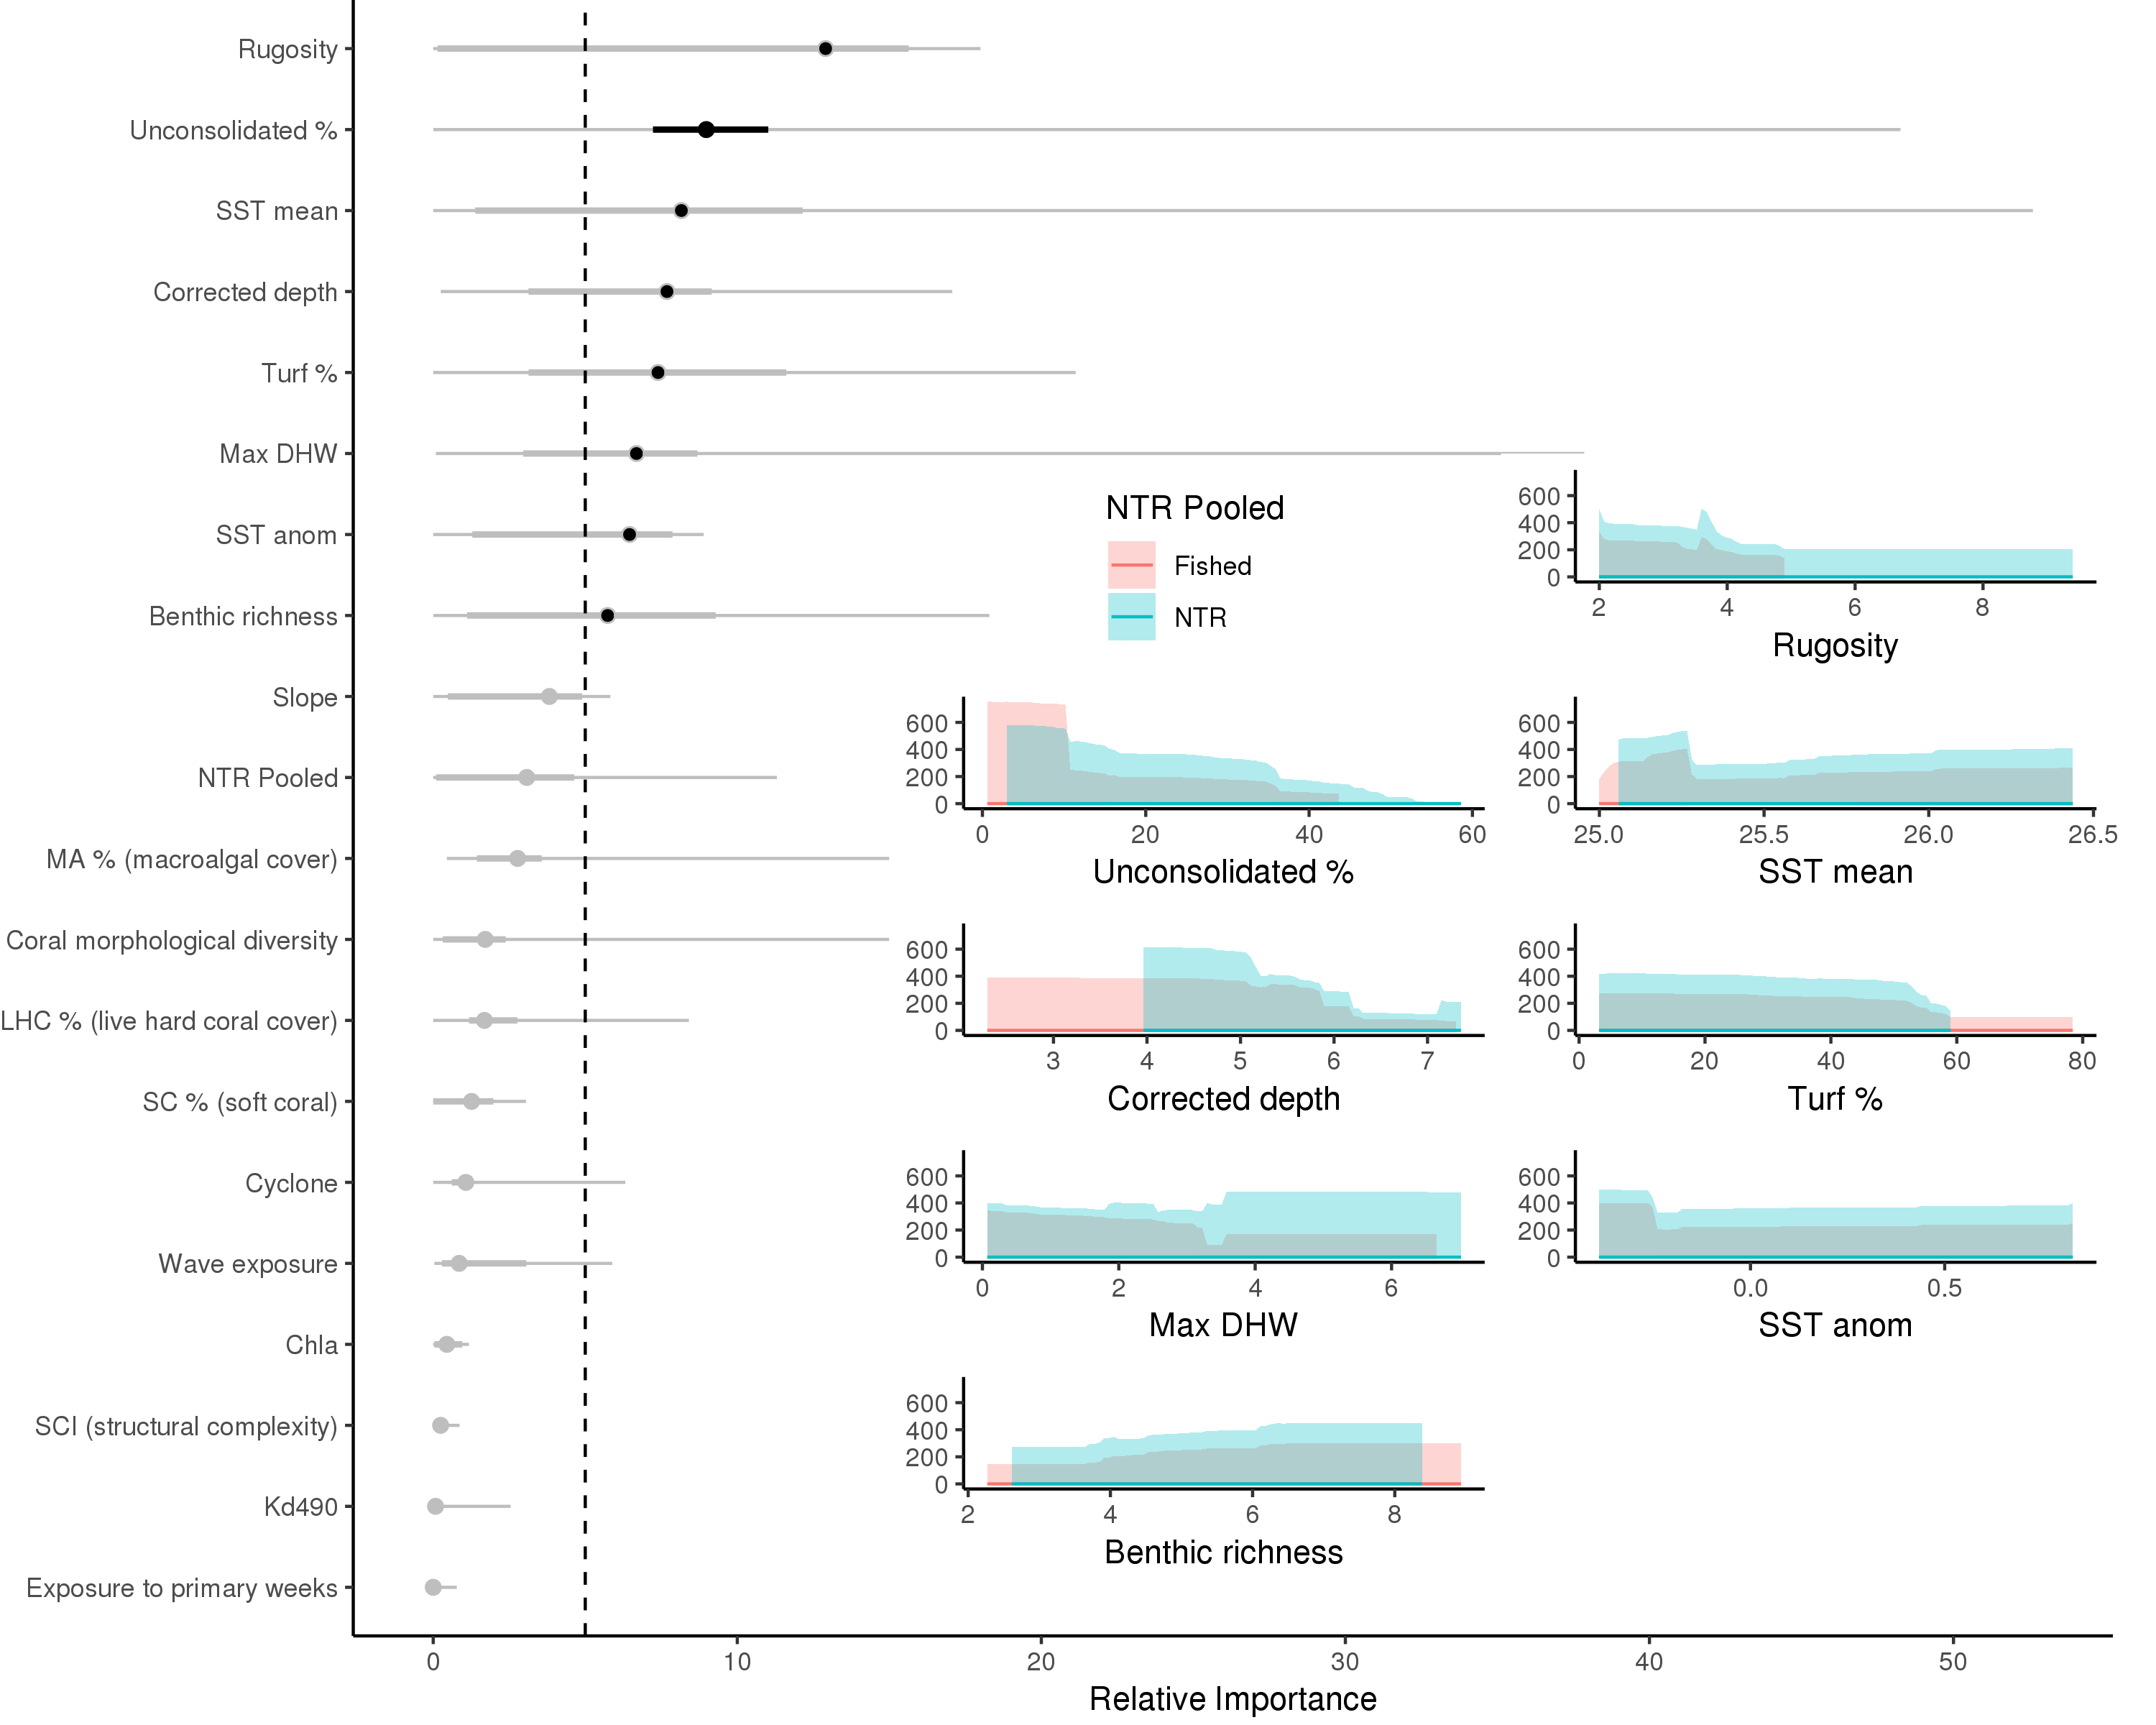 Rugosity
Unconsolidated %
SST mean
Corrected depth
Turf %
Max DHW
SST anom
Benthic richness
Slope
NTR Pooled
MA % (macroalgal cover)
Coral morphological diversity
LHC % (live hard coral cover)
SC % (soft coral)
Cyclone
Wave exposure
Chla
SCI (structural complexity)
Kd490
Exposure to primary weeks
0 10 20 30 40 50
Relative Importance
NTR Pooled
Fished
NTR
600
400
200
0
2 4 6 8
Rugosity
600
400
200
0
0 20 40 60
Unconsolidated %
600
400
200
0
25.0 25.5 26.0 26.5
SST mean
600
400
200
0
3 4 5 6 7
Corrected depth
600
400
200
0
0 20 40 60 80
Turf %
600
400
200
0
0 2 4 6
Max DHW
600
400
200
0
0.0 0.5
SST anom
600
400
200
0
2 4 6 8
Benthic richness